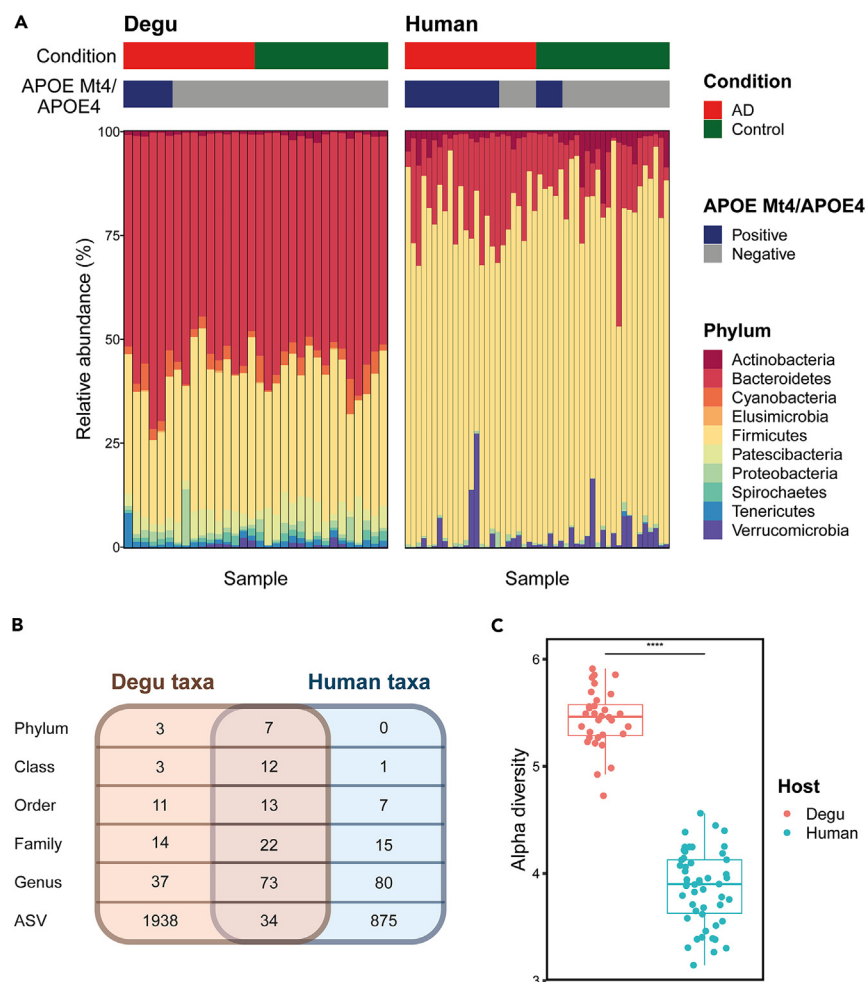 A
Degu
Human
Condition
APOE Mt4/
APOE4
100
75
50
25
0
Relative abundance (%)
Sample
Sample
Condition
AD
Control
APOE Mt4/APOE4
Positive
Negative
Phylum
Actinobacteria
Bacteroidetes
Cyanobacteria
Elusimicrobia
Firmicutes
Patescibacteria
Proteobacteria
Spirochaetes
Tenericutes
Verrucomicrobia
B
Degu taxa Human taxa
Phylum 3 7 0
Class 3 12 1
Order 11 13 7
Family 14 22 15
Genus 37 73 80
ASV 1938 34 875
C
****
6
5
4
3
Alpha diversity
Host
Degu
Human